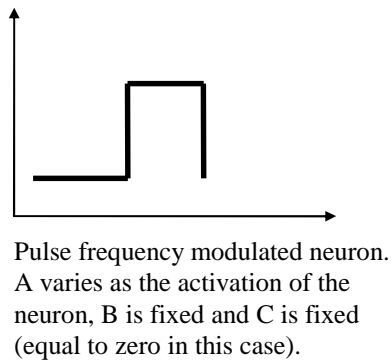 Pulse frequency modulated neuron.
A varies as the activation of the
neuron, B is fixed and C is fixed
(equal to zero in this case).